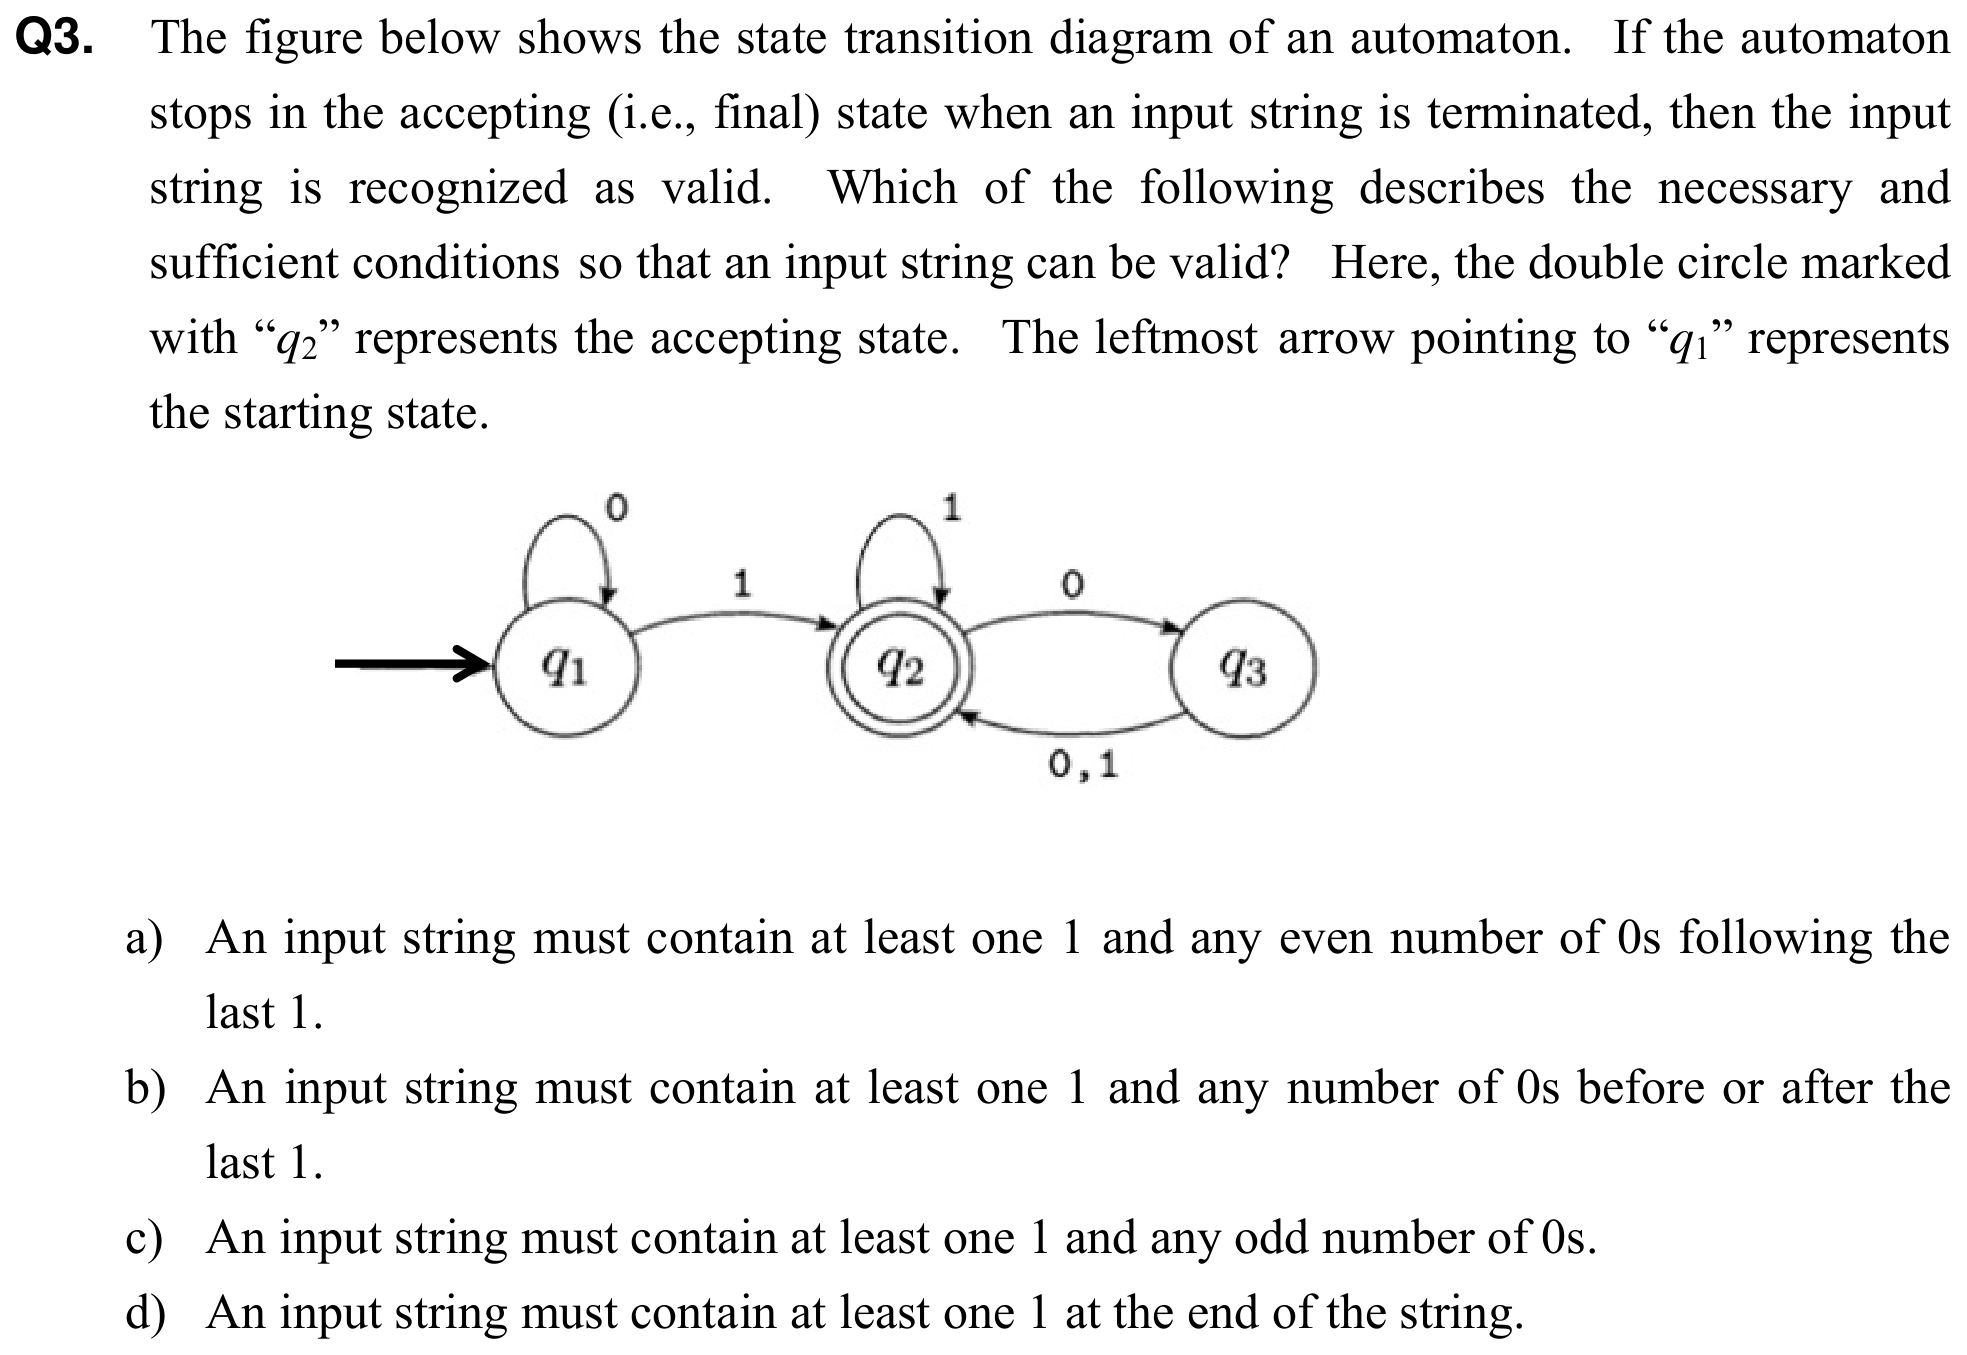 Q3. The figure below shows the state transition diagram of an automaton. If the automaton
stops in the accepting (i.e., final) state when an input string is terminated, then the input
string is recognized as valid. Which of the following describes the necessary and
sufficient conditions so that an input string can be valid? Here, the double circle marked
with “q2” represents the accepting state. The leftmost arrow pointing to “q1” represents
the starting state.
0
1
1
0
q1
q2
q3
0,1
a) An input string must contain at least one 1 and any even number of 0s following the
last 1.
b) An input string must contain at least one 1 and any number of 0s before or after the
last 1.
c) An input string must contain at least one 1 and any odd number of 0s.
d) An input string must contain at least one 1 at the end of the string.